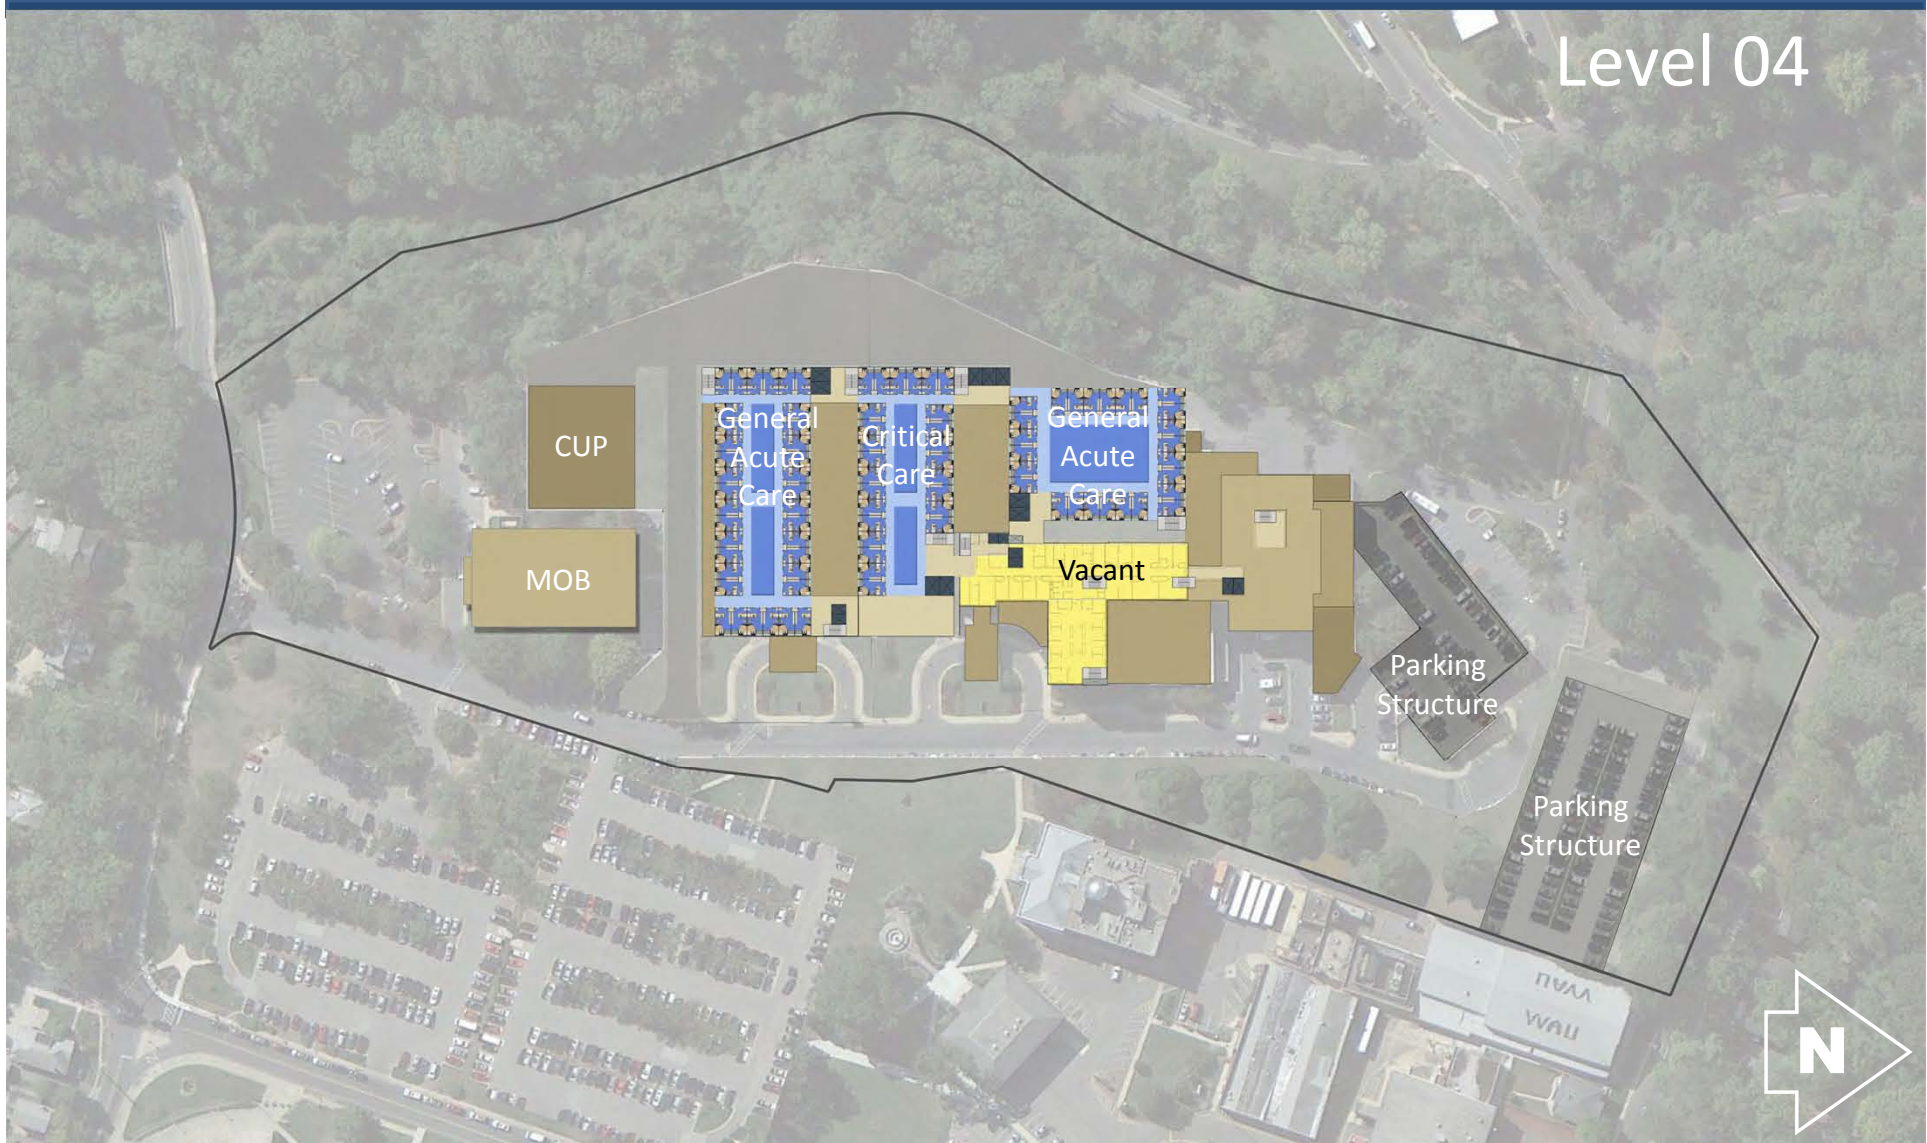 Level 04
General
Acute
Care
Critical
Care
General
Acute
Care
CUP
MOB
Vacant
Parking
Structure
Parking
Structure
N